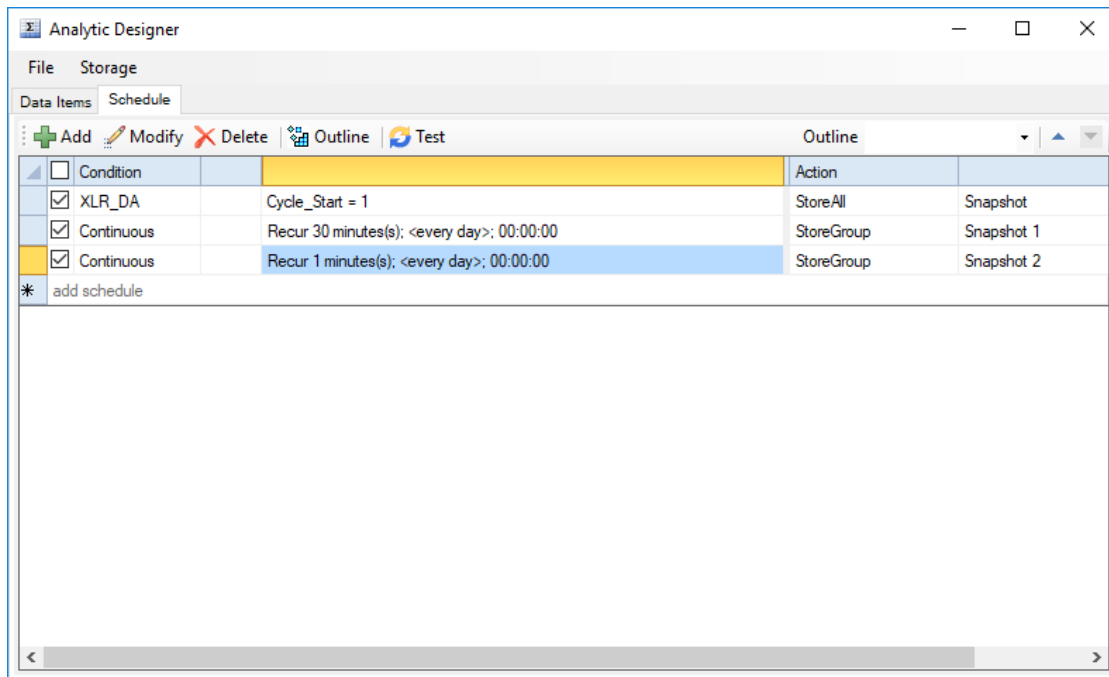 Analytic Designer
File Storage
Data Items Schedule
Add Modify Delete Outline Test Outline
Condition Action
XLR_DA Cycle_Start = 1 StoreAll Snapshot
Continuous Recur 30 minutes(s); <every day>; 00:00:00 StoreGroup Snapshot 1
Continuous Recur 1 minutes(s); <every day>; 00:00:00 StoreGroup Snapshot 2
add schedule